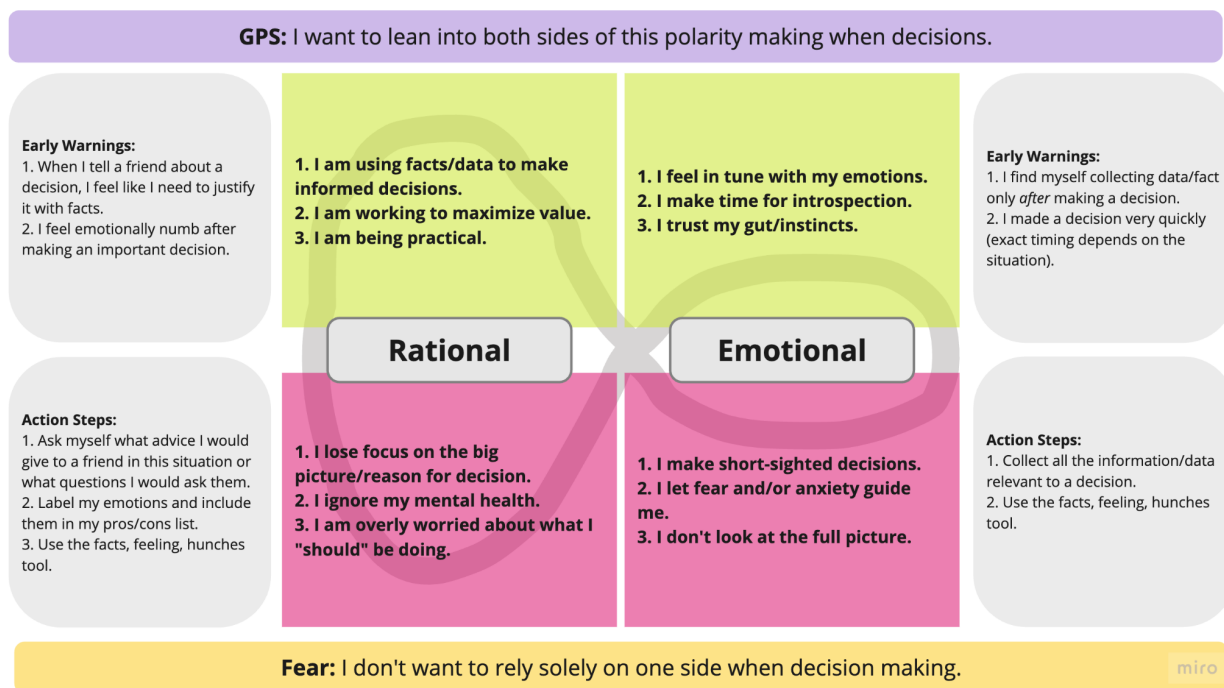 GPS: I want to lean into both sides of this polarity making when decisions.
Early Warnings:
1. When I tell a friend about a
decision, I feel like I need to justify
it with facts.
2. I feel emotionally numb after
making an important decision.
1. I am using facts/data to make
informed decisions.
2. I am working to maximize value.
3. I am being practical.
1. I feel in tune with my emotions.
2. I make time for introspection.
3. I trust my gut/instincts.
Early Warnings:
1. I find myself collecting data/fact
only after making a decision.
2. I made a decision very quickly
(exact timing depends on the
situation).
Rational
Emotional
Action Steps:
1. Ask myself what advice I would
give to a friend in this situation or
what questions I would ask them.
2. Label my emotions and include
them in my pros/cons list.
3. Use the facts, feeling, hunches
tool.
1. I lose focus on the big
picture/reason for decision.
2. I ignore my mental health.
3. I am overly worried about what I
"should" be doing.
1. I make short-sighted decisions.
2. I let fear and/or anxiety guide
me.
3. I don't look at the full picture.
Action Steps:
1. Collect all the information/data
relevant to a decision.
2. Use the facts, feeling, hunches
tool.
Fear: I don't want to rely solely on one side when decision making.
miro